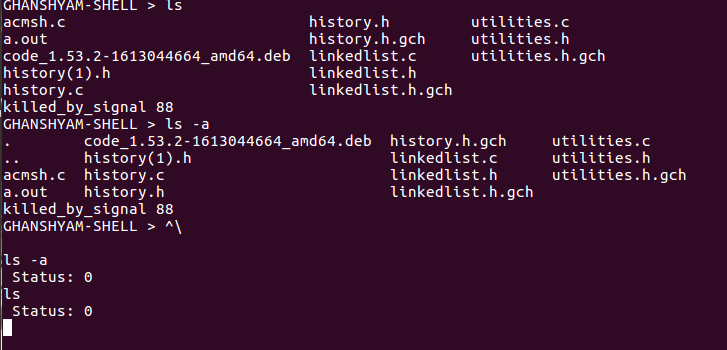 GHANSHYAM-SHELL > ls
acmsh.c history.h utilities.c
a.out history.h.gch utilities.h
code_1.53.2-1613044664_amd64.deb linkedlist.c utilities.h.gch
history(1).h linkedlist.h
history.c linkedlist.h.gch
killed_by_signal 88
GHANSHYAM-SHELL > ls -a
. code_1.53.2-1613044664_amd64.deb history.h.gch utilities.c
.. history(1).h linkedlist.c utilities.h
acmsh.c history.c linkedlist.h utilities.h.gch
a.out history.h linkedlist.h.gch
killed_by_signal 88
GHANSHYAM-SHELL > ^\
ls -a
Status: 0
ls
Status: 0